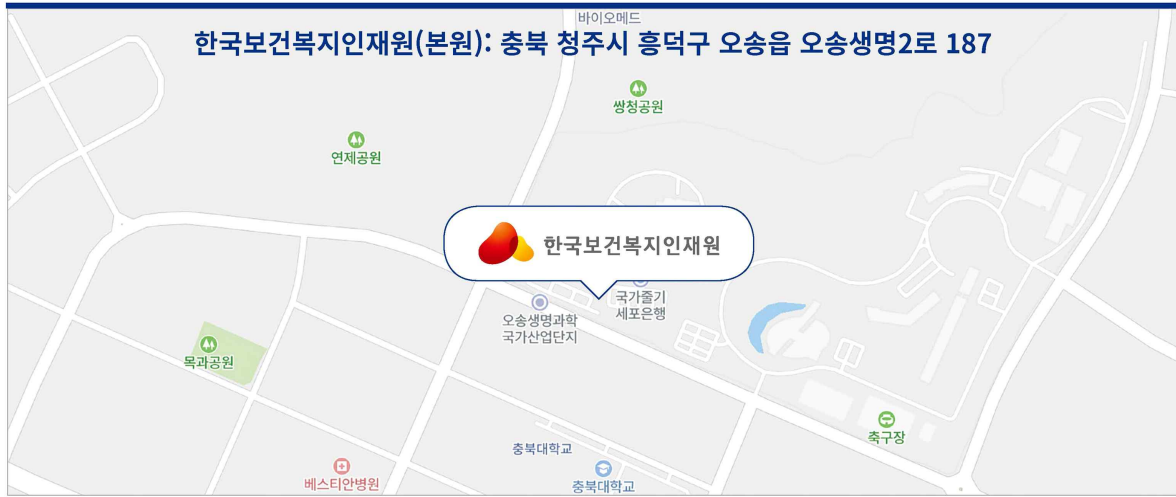 바이오메드
한국보건복지인재원(본원): 충북 청주시 흥덕구 오송읍 오송생명2로 187
쌍청공원
연제공원
한국보건복지인재원
국가줄기
세포은행
오송생명과학
국가산업단지
목과공원
축구장
충북대학교
베스티안병원
충북대학교